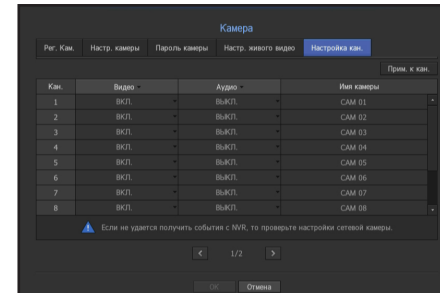 Камера
Рег. Кам. Настр. камеры Пароль камеры Настр. живого видео Настройка кан.
Прим. к кан.
Кан. Видео Аудио Имя камеры
1 ВКЛ. ВЫКЛ. CAM 01
2 ВКЛ. ВЫКЛ. CAM 02
3 ВКЛ. ВЫКЛ. CAM 03
4 ВКЛ. ВЫКЛ. CAM 04
5 ВКЛ. ВЫКЛ. CAM 05
6 ВКЛ. ВЫКЛ. CAM 06
7 ВКЛ. ВЫКЛ. CAM 07
8 ВКЛ. ВЫКЛ. CAM 08
Если не удается получить события с NVR, то проверьте настройки сетевой камеры.
< 1/2 >
ОК Отмена